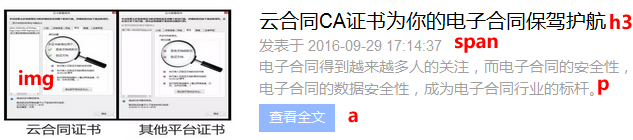 云合同CA证书为你的电子合同保驾护航 h3
发表于 2016-09-29 17:14:37 span
电子合同得到越来越多人的关注，而电子合同的安全性，
电子合同的数据安全性，成为电子合同行业的标杆。p
查看全文 a
img
云合同证书 其他平台证书